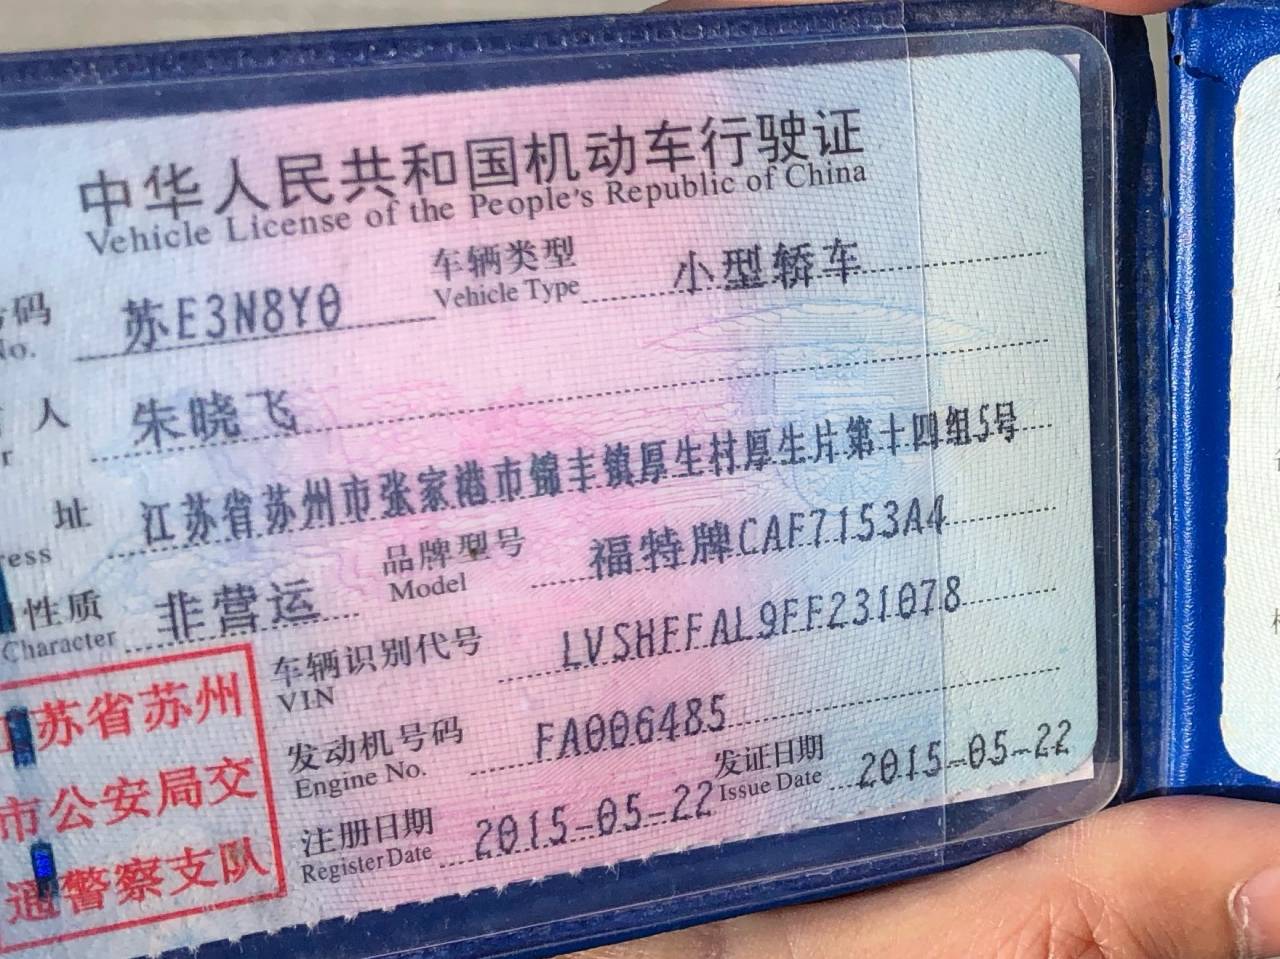 中华人民共和国机动车行驶证
Vehicle License of the People's Republic of China
码 苏E3N8Y0 车辆类型 小型轿车
No. Vehicle Type
人 朱晓飞
址 江苏省苏州市张家港市锦丰镇厚生村厚生片第十四组5号
ess
性质 非营运 品牌型号 福特牌CAF7153A4
Character Model
车辆识别代号 LVSHFFAL9FF231078
VIN
发动机号码 FA006485
Engine No.
注册日期 2015-05-22 发证日期 2015-05-22
Register Date Issue Date
苏省苏州
市公安局交
通警察支队